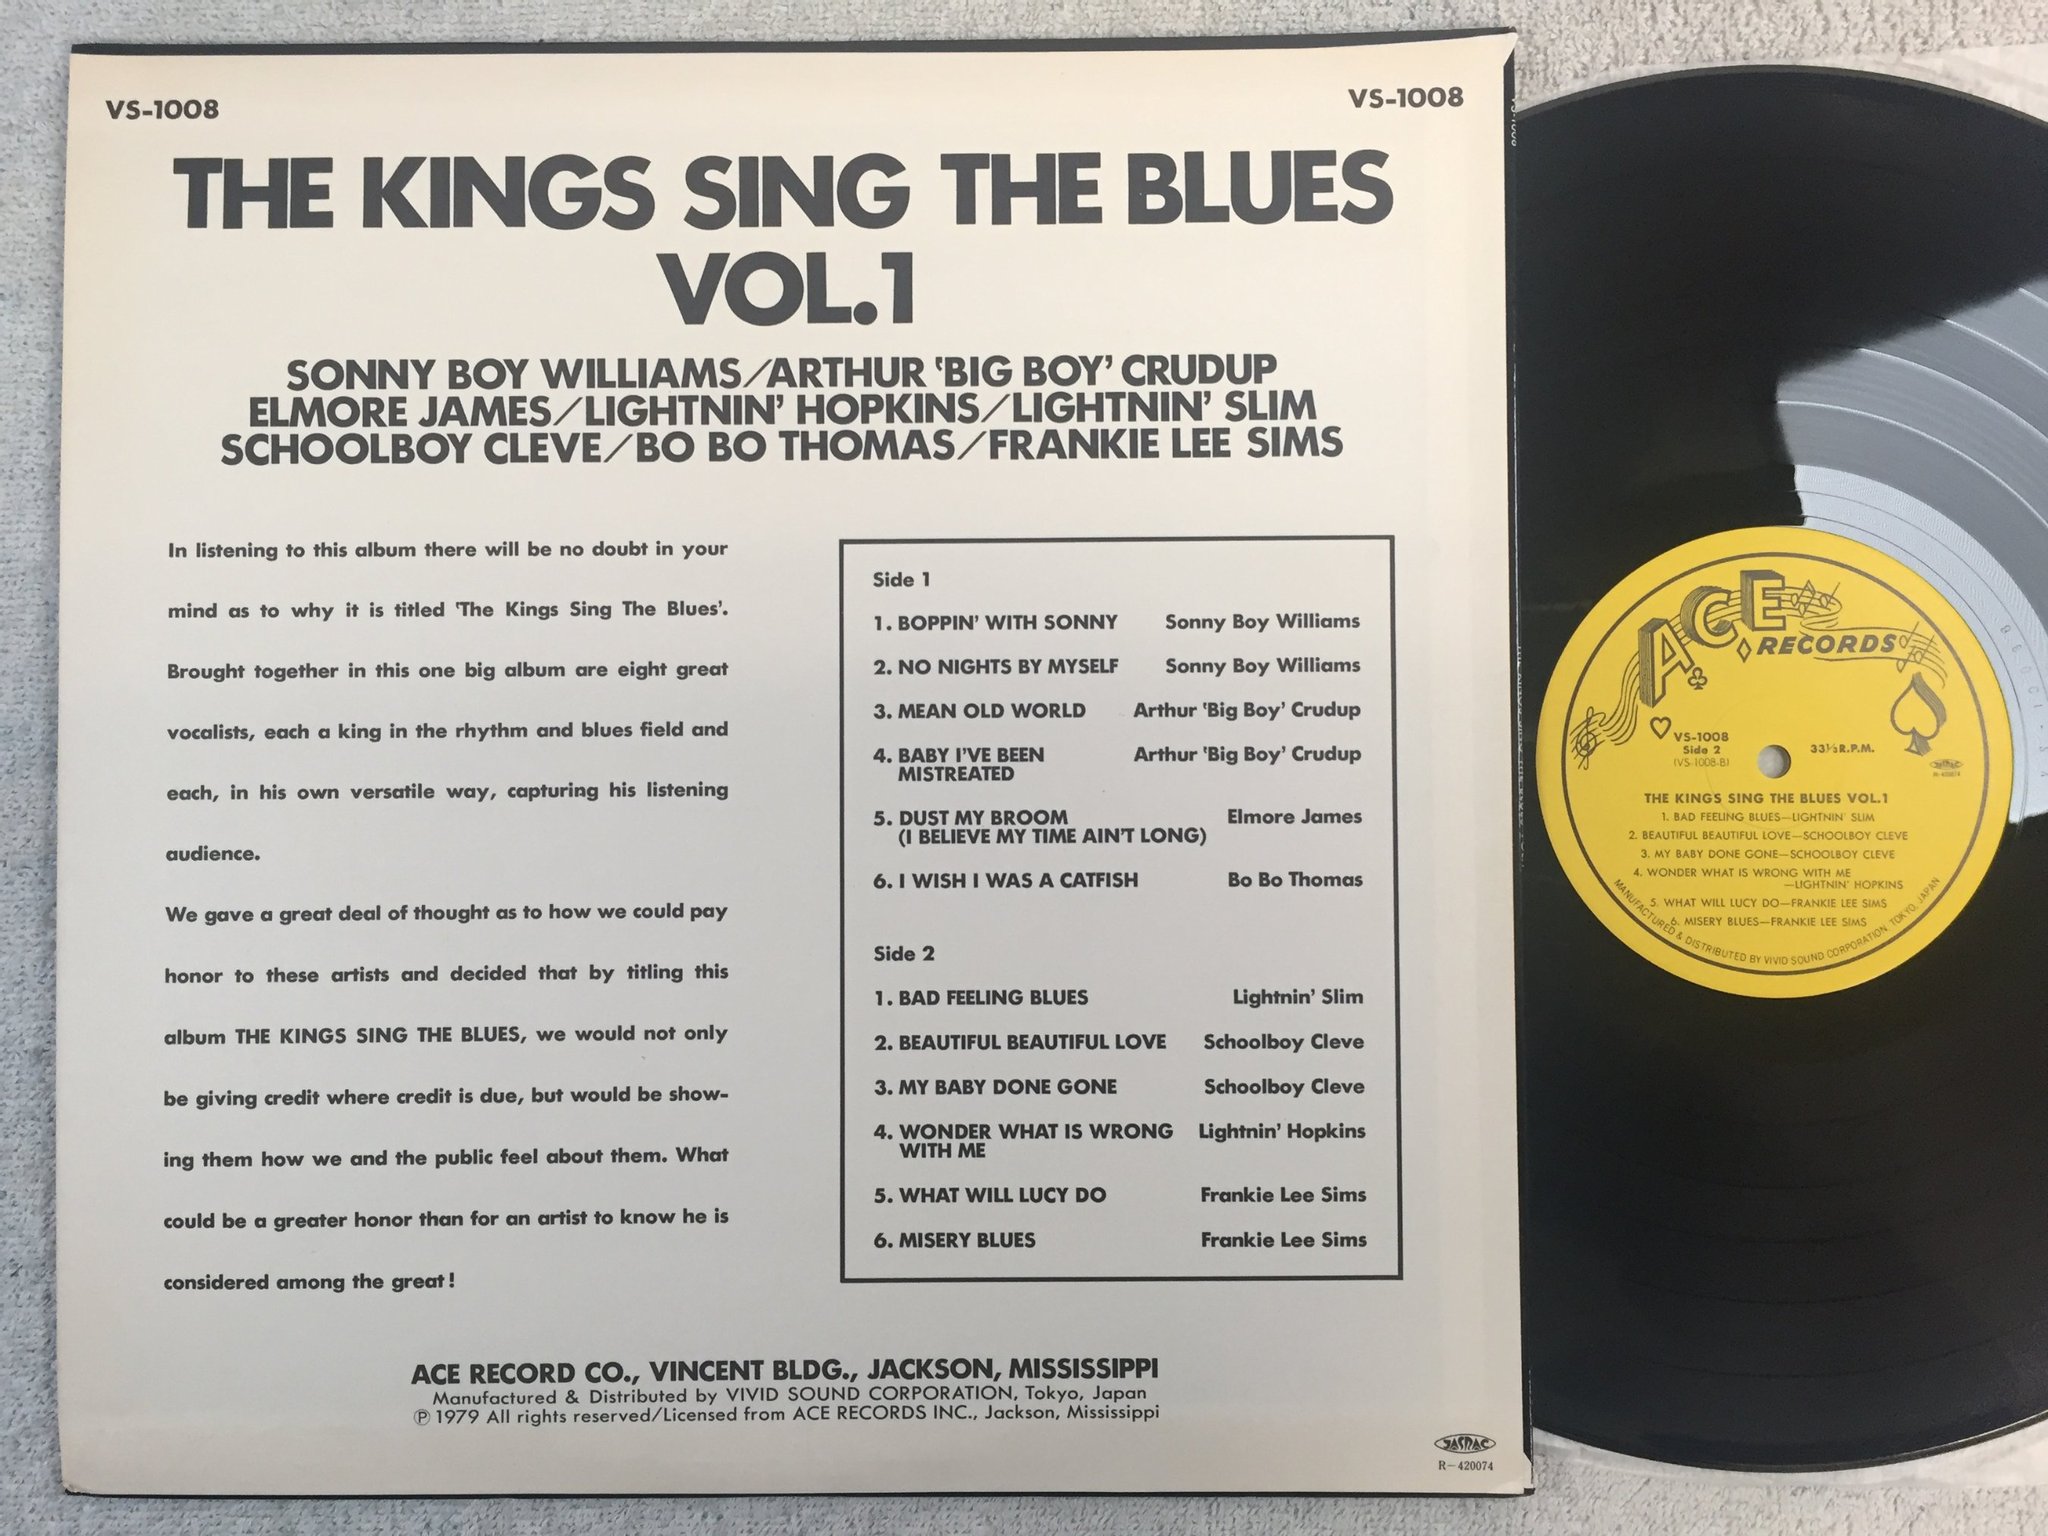 VS-1008
VS-1008
THE KINGS SING THE BLUES
VOL.1
SONNY BOY WILLIAMS/ARTHUR 'BIG BOY' CRUDUP
ELMORE JAMES/LIGHTNIN' HOPKINS/LIGHTNIN' SLIM
SCHOOLBOY CLEVE/BO BO THOMAS/FRANKIE LEE SIMS
In listening to this album there will be no doubt in your
mind as to why it is titled 'The Kings Sing The Blues'.
Brought together in this one big album are eight great
vocalists, each a king in the rhythm and blues field and
each, in his own versatile way, capturing his listening
audience.
We gave a great deal of thought as to how we could pay
honor to these artists and decided that by titling this
album THE KINGS SING THE BLUES, we would not only
be giving credit where credit is due, but would be show-
ing them how we and the public feel about them. What
could be a greater honor than for an artist to know he is
considered among the great!
Side 1
1. BOPPIN' WITH SONNY Sonny Boy Williams
2. NO NIGHTS BY MYSELF Sonny Boy Williams
3. MEAN OLD WORLD Arthur 'Big Boy' Crudup
4. BABY I'VE BEEN Arthur 'Big Boy' Crudup
MISTREATED
5. DUST MY BROOM Elmore James
(I BELIEVE MY TIME AIN'T LONG)
6. I WISH I WAS A CATFISH Bo Bo Thomas
Side 2
1. BAD FEELING BLUES Lightnin' Slim
2. BEAUTIFUL BEAUTIFUL LOVE Schoolboy Cleve
3. MY BABY DONE GONE Schoolboy Cleve
4. WONDER WHAT IS WRONG Lightnin' Hopkins
WITH ME
5. WHAT WILL LUCY DO Frankie Lee Sims
6. MISERY BLUES Frankie Lee Sims
ACE RECORD CO., VINCENT BLDG., JACKSON, MISSISSIPPI
Manufactured & Distributed by VIVID SOUND CORPORATION, Tokyo, Japan
Ⓟ 1979 All rights reserved/Licensed from ACE RECORDS INC., Jackson, Mississippi
JASRAC
R-420074
ACE
RECORDS
VS-1008
Side 2
(VS-1008-B)
33⅓ R.P.M.
JASRAC
R-420074
THE KINGS SING THE BLUES VOL.1
1. BAD FEELING BLUES—LIGHTNIN' SLIM
2. BEAUTIFUL BEAUTIFUL LOVE—SCHOOLBOY CLEVE
3. MY BABY DONE GONE—SCHOOLBOY CLEVE
4. WONDER WHAT IS WRONG WITH ME
—LIGHTNIN' HOPKINS
5. WHAT WILL LUCY DO—FRANKIE LEE SIMS
6. MISERY BLUES—FRANKIE LEE SIMS
MANUFACTURED & DISTRIBUTED BY VIVID SOUND CORPORATION, TOKYO, JAPAN